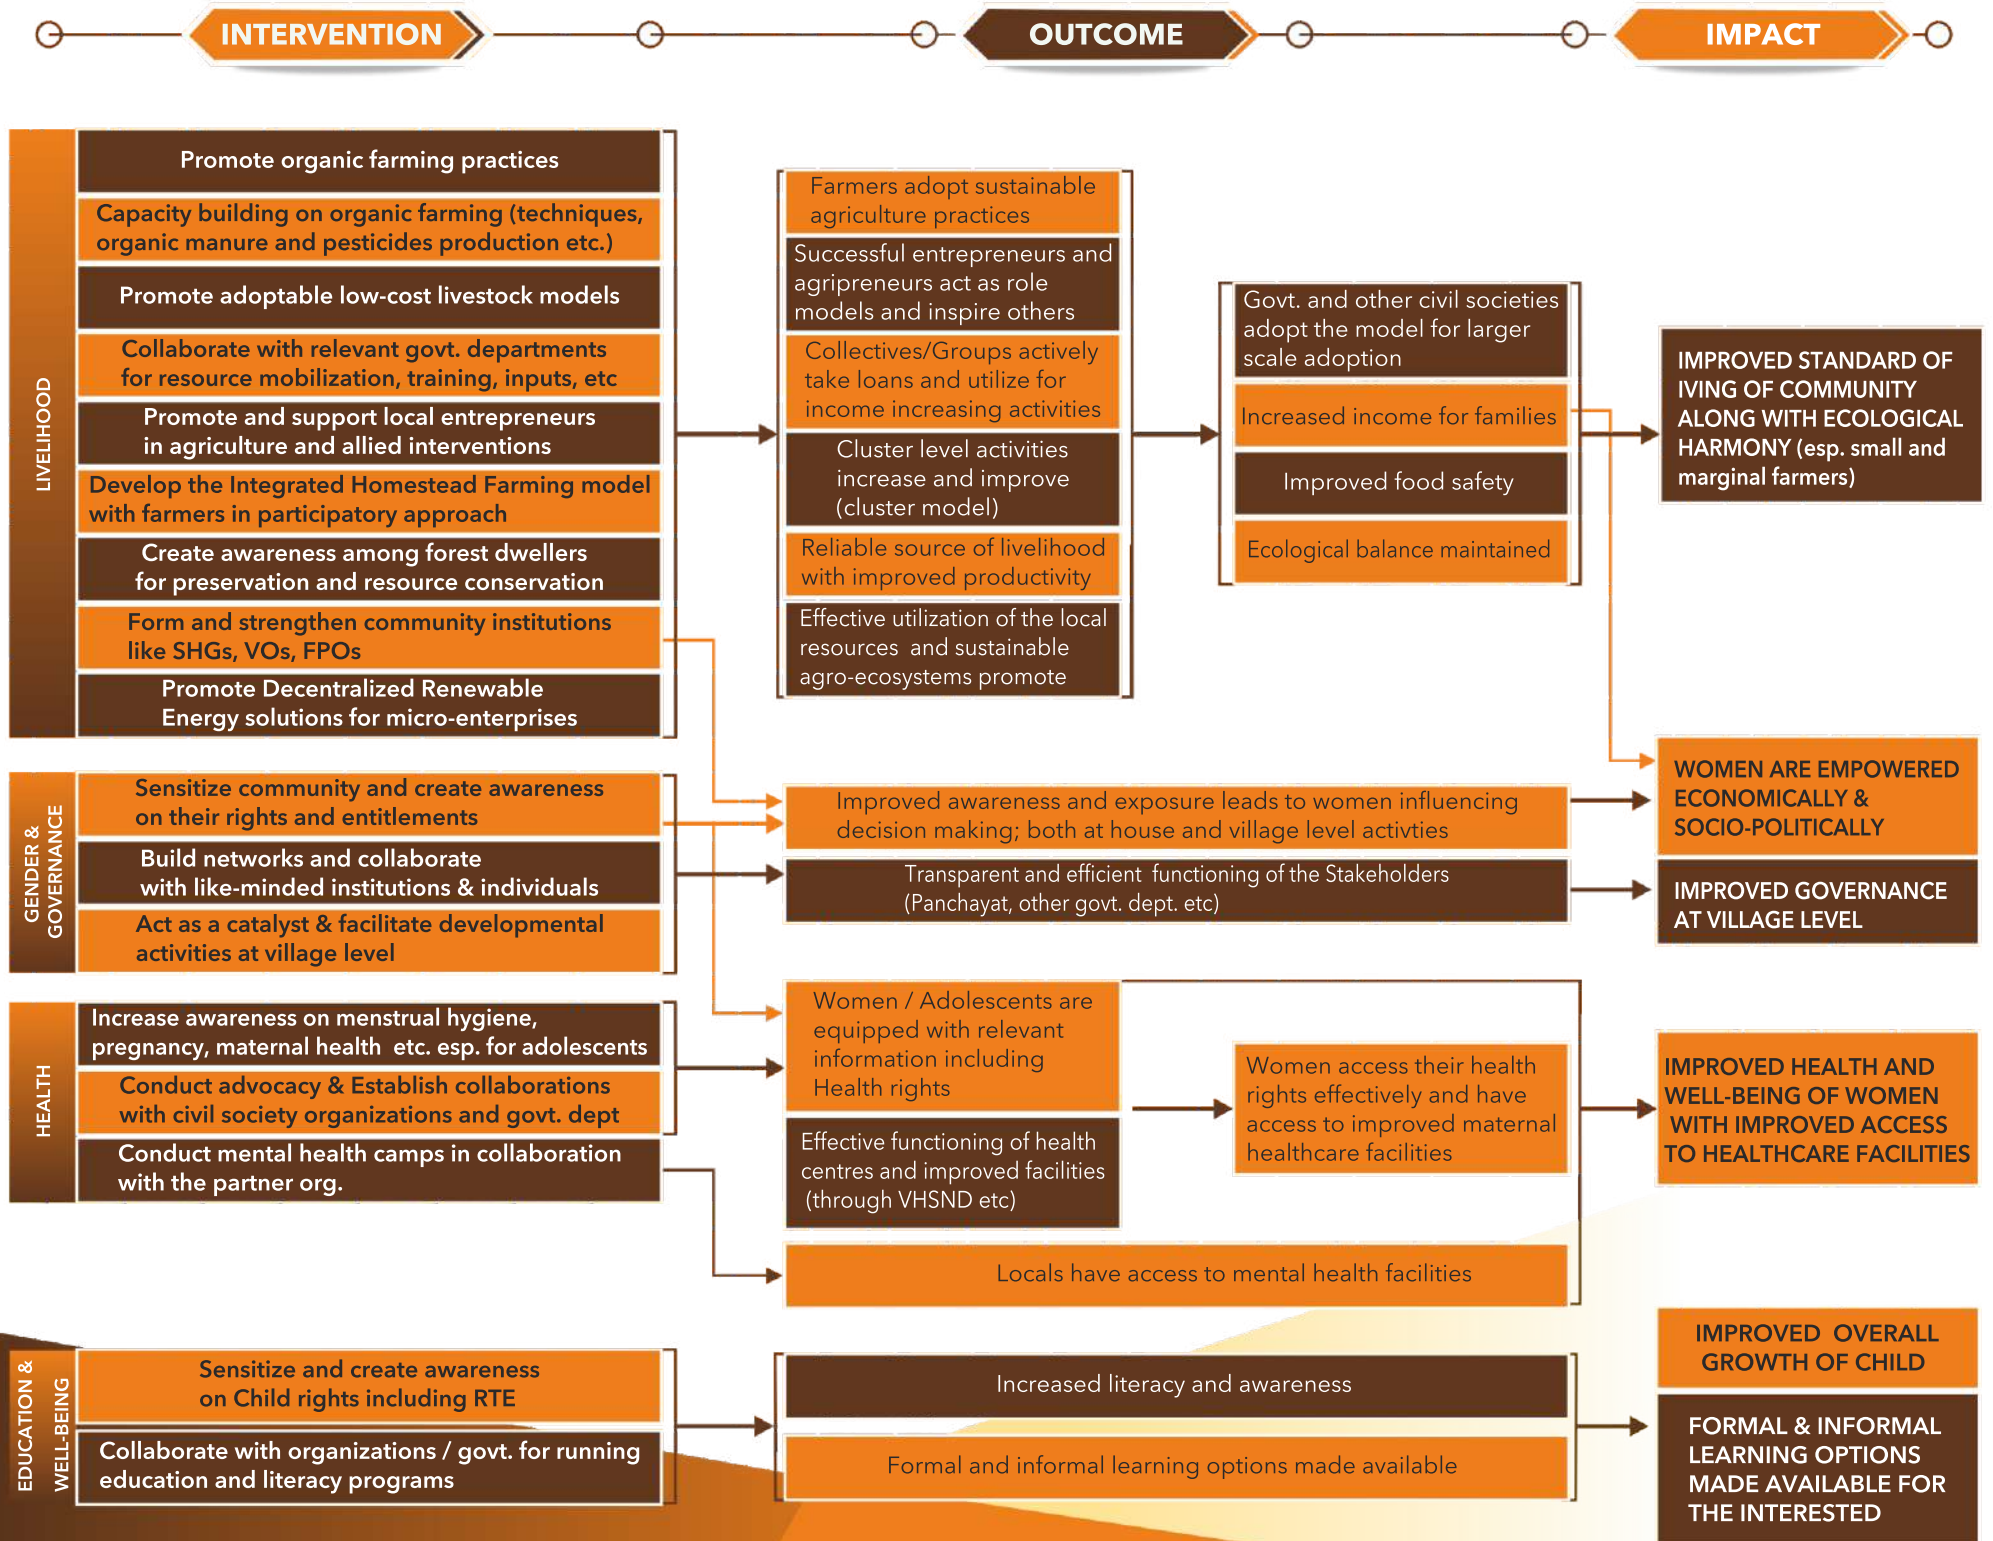 INTERVENTION
OUTCOME
IMPACT
LIVELIHOOD
Promote organic farming practices
Capacity building on organic farming (techniques,
organic manure and pesticides production etc.)
Promote adoptable low-cost livestock models
Collaborate with relevant govt. departments
for resource mobilization, training, inputs, etc
Promote and support local entrepreneurs
in agriculture and allied interventions
Develop the Integrated Homestead Farming model
with farmers in participatory approach
Create awareness among forest dwellers
for preservation and resource conservation
Form and strengthen community institutions
like SHGs, VOs, FPOs
Promote Decentralized Renewable
Energy solutions for micro-enterprises
Farmers adopt sustainable
agriculture practices
Successful entrepreneurs and
agripreneurs act as role
models and inspire others
Collectives/Groups actively
take loans and utilize for
income increasing activities
Cluster level activities
increase and improve
(cluster model)
Reliable source of livelihood
with improved productivity
Effective utilization of the local
resources and sustainable
agro-ecosystems promote
Govt. and other civil societies
adopt the model for larger
scale adoption
Increased income for families
Improved food safety
Ecological balance maintained
IMPROVED STANDARD OF
IVING OF COMMUNITY
ALONG WITH ECOLOGICAL
HARMONY (esp. small and
marginal farmers)
GENDER &
GOVERNANCE
Sensitize community and create awareness
on their rights and entitlements
Build networks and collaborate
with like-minded institutions & individuals
Act as a catalyst & facilitate developmental
activities at village level
Improved awareness and exposure leads to women influencing
decision making; both at house and village level activties
Transparent and efficient functioning of the Stakeholders
(Panchayat, other govt. dept. etc)
WOMEN ARE EMPOWERED
ECONOMICALLY &
SOCIO-POLITICALLY
IMPROVED GOVERNANCE
AT VILLAGE LEVEL
HEALTH
Increase awareness on menstrual hygiene,
pregnancy, maternal health etc. esp. for adolescents
Conduct advocacy & Establish collaborations
with civil society organizations and govt. dept
Conduct mental health camps in collaboration
with the partner org.
Women / Adolescents are
equipped with relevant
information including
Health rights
Effective functioning of health
centres and improved facilities
(through VHSND etc)
Women access their health
rights effectively and have
access to improved maternal
healthcare facilities
Locals have access to mental health facilities
IMPROVED HEALTH AND
WELL-BEING OF WOMEN
WITH IMPROVED ACCESS
TO HEALTHCARE FACILITIES
EDUCATION &
WELL-BEING
Sensitize and create awareness
on Child rights including RTE
Collaborate with organizations / govt. for running
education and literacy programs
Increased literacy and awareness
Formal and informal learning options made available
IMPROVED OVERALL
GROWTH OF CHILD
FORMAL & INFORMAL
LEARNING OPTIONS
MADE AVAILABLE FOR
THE INTERESTED